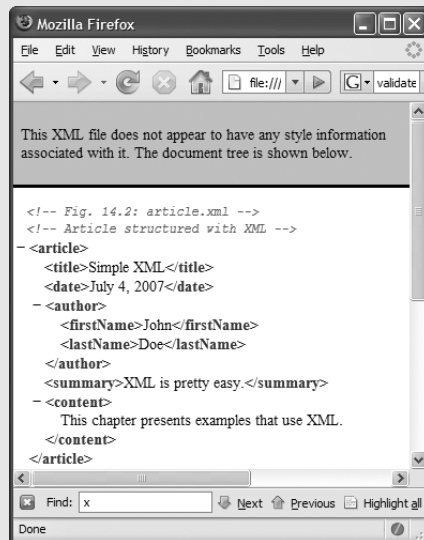 Mozilla Firefox
File Edit View History Bookmarks Tools Help
file:/// G validate
This XML file does not appear to have any style information
associated with it. The document tree is shown below.
<!-- Fig. 14.2: article.xml -->
<!-- Article structured with XML -->
− <article>
<title>Simple XML</title>
<date>July 4, 2007</date>
− <author>
<firstName>John</firstName>
<lastName>Doe</lastName>
</author>
<summary>XML is pretty easy.</summary>
− <content>
This chapter presents examples that use XML.
</content>
</article>
Find: x Next Previous Highlight all
Done